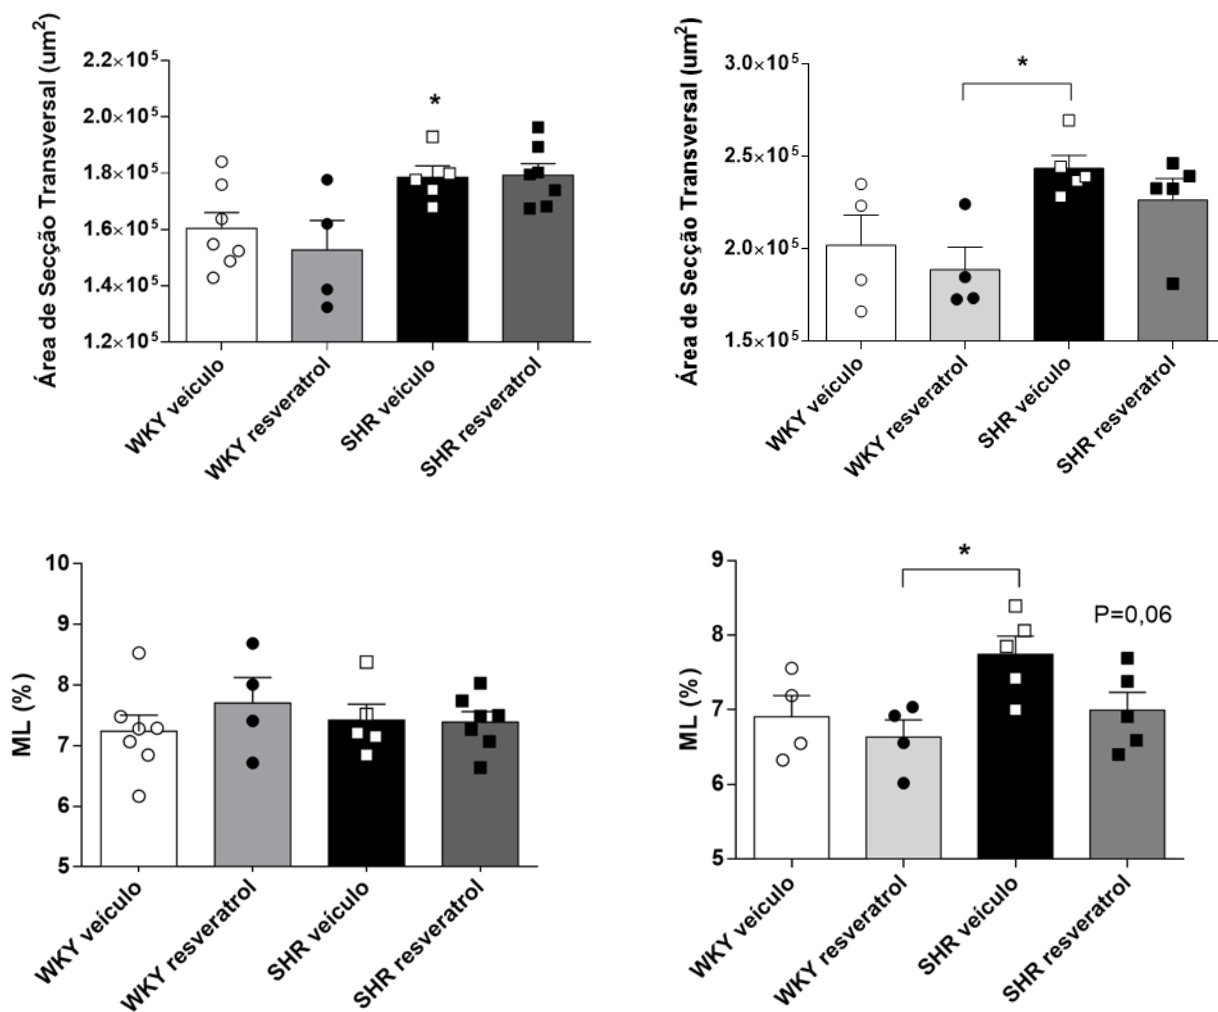 Área de Secção Transversal (um²)
2.2×10⁵
2.0×10⁵
1.8×10⁵
1.6×10⁵
1.4×10⁵
1.2×10⁵
*
WKY veículo
WKY resveratrol
SHR veículo
SHR resveratrol
Área de Secção Transversal (um²)
3.0×10⁵
2.5×10⁵
2.0×10⁵
1.5×10⁵
*
WKY veículo
WKY resveratrol
SHR veículo
SHR resveratrol
ML (%)
10
9
8
7
6
5
WKY veículo
WKY resveratrol
SHR veículo
SHR resveratrol
ML (%)
9
8
7
6
5
*
P=0,06
WKY veículo
WKY resveratrol
SHR veículo
SHR resveratrol